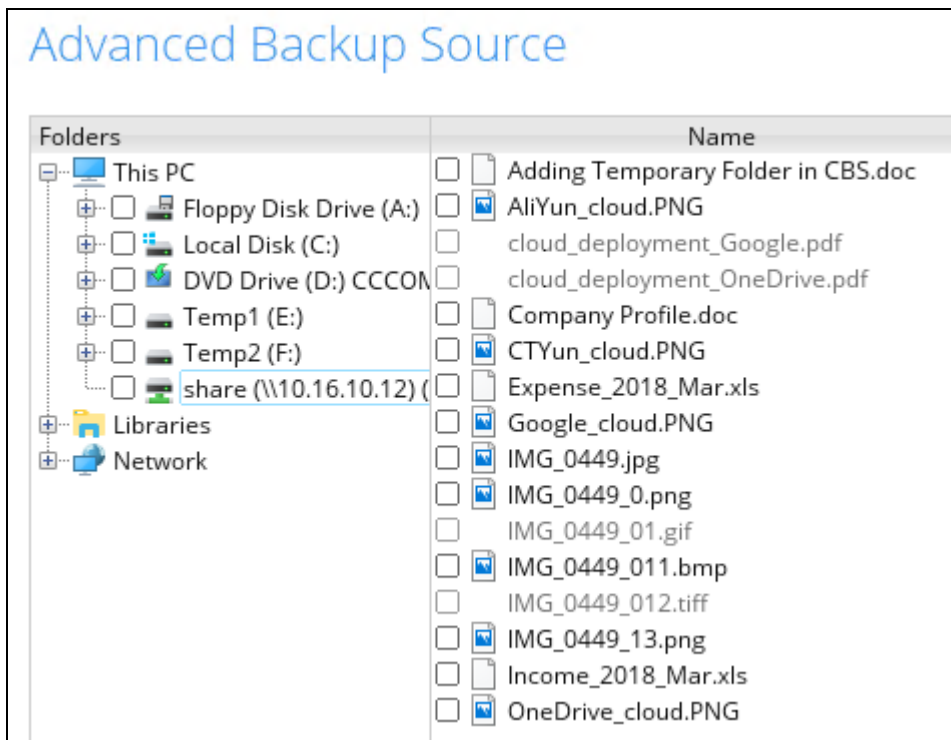 Advanced Backup Source
Folders
This PC
Floppy Disk Drive (A:)
Local Disk (C:)
DVD Drive (D:) CCCOM
Temp1 (E:)
Temp2 (F:)
share (\\10.16.10.12) (
Libraries
Network
Name
Adding Temporary Folder in CBS.doc
AliYun_cloud.PNG
cloud_deployment_Google.pdf
cloud_deployment_OneDrive.pdf
Company Profile.doc
CTYun_cloud.PNG
Expense_2018_Mar.xls
Google_cloud.PNG
IMG_0449.jpg
IMG_0449_0.png
IMG_0449_01.gif
IMG_0449_011.bmp
IMG_0449_012.tiff
IMG_0449_13.png
Income_2018_Mar.xls
OneDrive_cloud.PNG